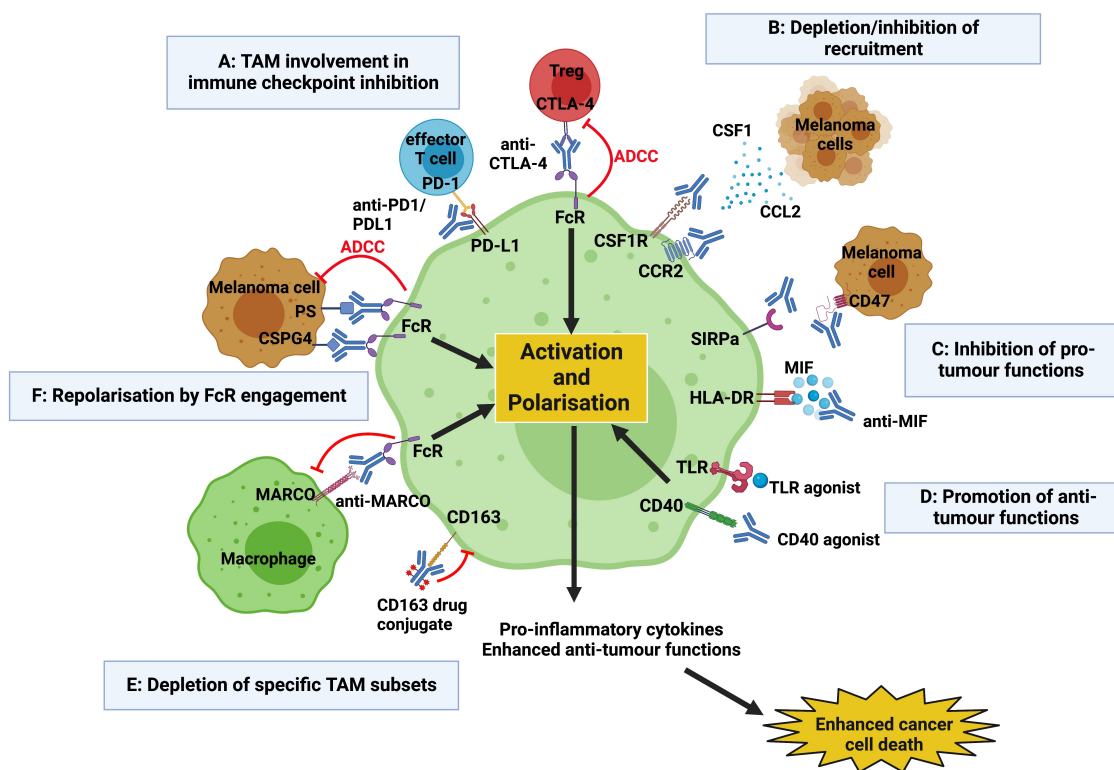 A: TAM involvement in
immune checkpoint inhibition
B: Depletion/inhibition of
recruitment
Treg
CTLA-4
anti-
CTLA-4
ADCC
FcR
effector
T cell
PD-1
anti-PD1/
PDL1
PD-L1
ADCC
Melanoma cell
PS
CSPG4
FcR
CSF1
Melanoma
cells
CCL2
CSF1R
CCR2
Melanoma
cell
CD47
SIRPa
C: Inhibition of pro-
tumour functions
MIF
HLA-DR
anti-MIF
Activation
and
Polarisation
F: Repolarisation by FcR engagement
FcR
MARCO
anti-MARCO
Macrophage
CD163
CD163 drug
conjugate
TLR
TLR agonist
CD40
CD40 agonist
D: Promotion of anti-
tumour functions
Pro-inflammatory cytokines
Enhanced anti-tumour functions
E: Depletion of specific TAM subsets
Enhanced cancer
cell death